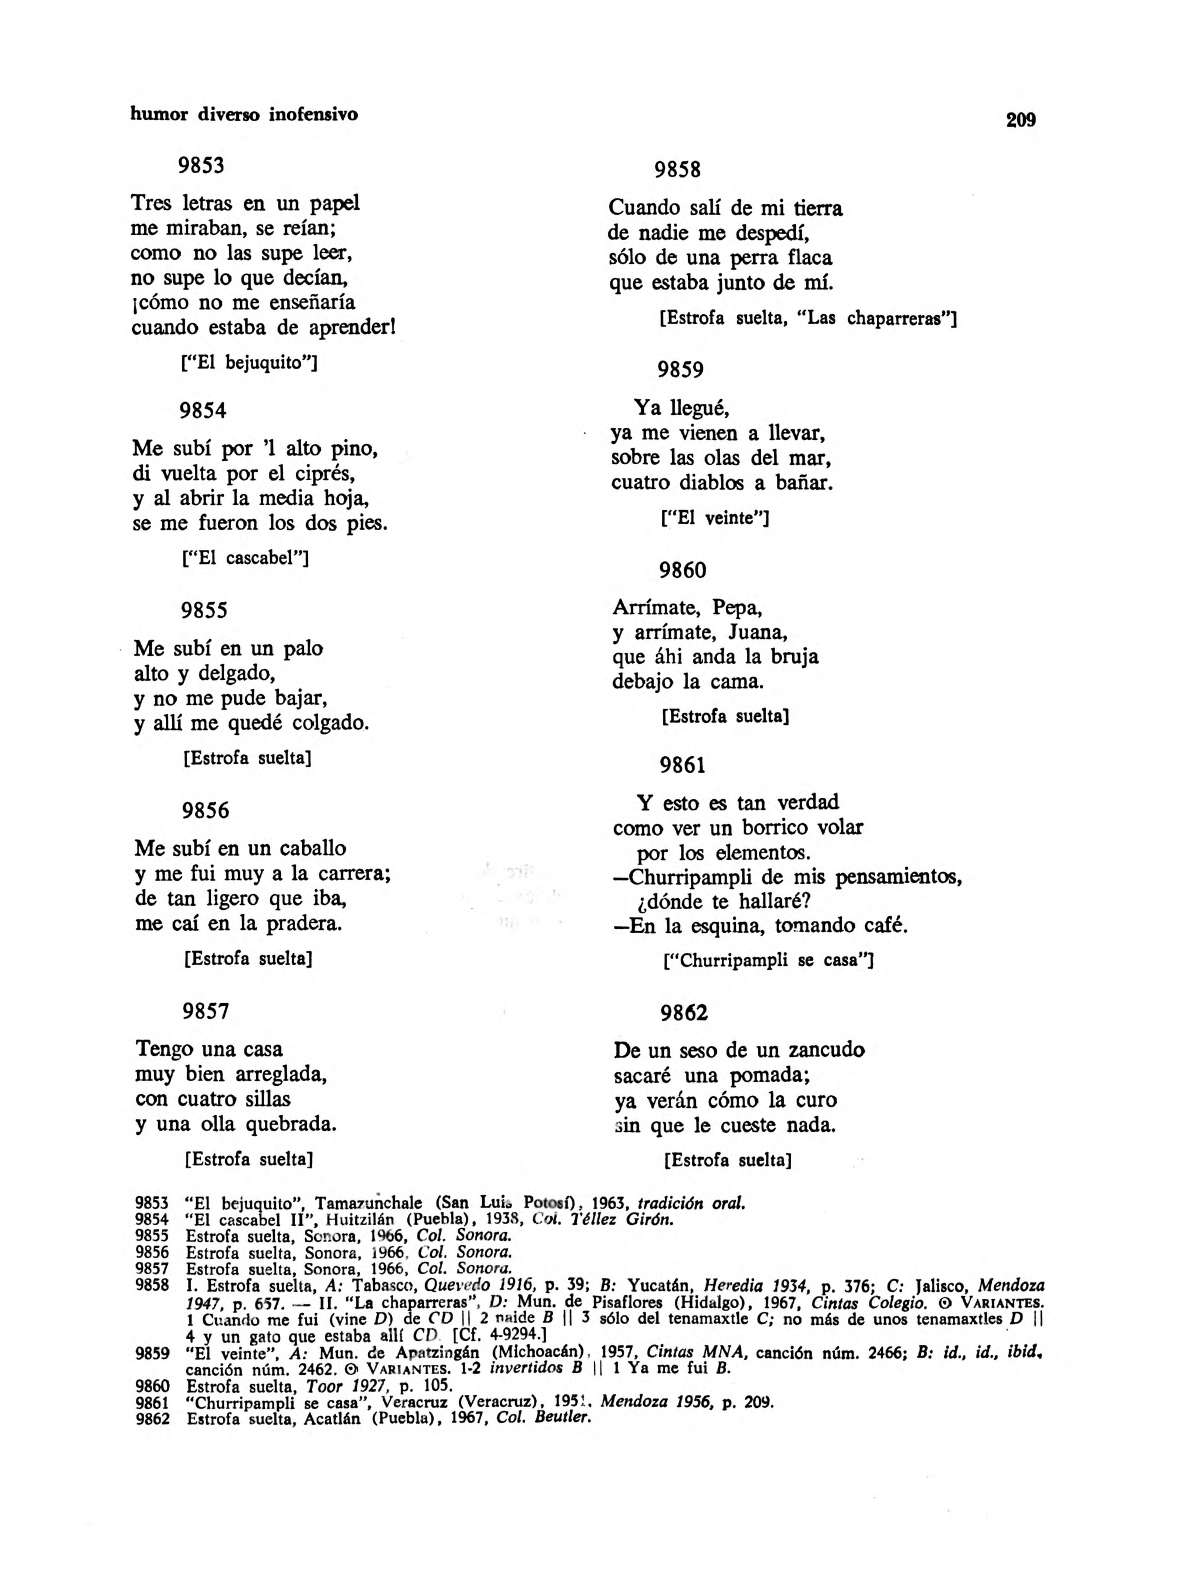 humor diverso inofensivo
209
9853
Tres letras en un papel
me miraban, se reían;
como no las supe leer,
no supe lo que decían,
¡cómo no me enseñaría
cuando estaba de aprender!
["El bejuquito"]
9854
Me subí por 'l alto pino,
di vuelta por el ciprés,
y al abrir la media hoja,
se me fueron los dos pies.
["El cascabel"]
9855
Me subí en un palo
alto y delgado,
y no me pude bajar,
y allí me quedé colgado.
[Estrofa suelta]
9856
Me subí en un caballo
y me fui muy a la carrera;
de tan ligero que iba,
me caí en la pradera.
[Estrofa suelta]
9857
Tengo una casa
muy bien arreglada,
con cuatro sillas
y una olla quebrada.
[Estrofa suelta]
9858
Cuando salí de mi tierra
de nadie me despedí,
sólo de una perra flaca
que estaba junto de mí.
[Estrofa suelta, "Las chaparreras"]
9859
Ya llegué,
ya me vienen a llevar,
sobre las olas del mar,
cuatro diablos a bañar.
["El veinte"]
9860
Arrímate, Pepa,
y arrímate, Juana,
que áhi anda la bruja
debajo la cama.
[Estrofa suelta]
9861
Y esto es tan verdad
como ver un borrico volar
por los elementos.
—Churripampli de mis pensamientos,
¿dónde te hallaré?
—En la esquina, tomando café.
["Churripampli se casa"]
9862
De un seso de un zancudo
sacaré una pomada;
ya verán cómo la curo
sin que le cueste nada.
[Estrofa suelta]
9853 "El bejuquito", Tamazunchale (San Luis Potosí), 1963, tradición oral.
9854 "El cascabel II", Huitzilán (Puebla), 1938, Col. Téllez Girón.
9855 Estrofa suelta, Sonora, 1966, Col. Sonora.
9856 Estrofa suelta, Sonora, 1966, Col. Sonora.
9857 Estrofa suelta, Sonora, 1966, Col. Sonora.
9858 I. Estrofa suelta, A: Tabasco, Quevedo 1916, p. 39; B: Yucatán, Heredia 1934, p. 376; C: Jalisco, Mendoza
1947, p. 657. — II. "La chaparreras", D: Mun. de Pisaflores (Hidalgo), 1967, Cintas Colegio. ⊙ VARIANTES.
1 Cuando me fui (vine D) de CD || 2 naide B || 3 sólo del tenamaxtle C; no más de unos tenamaxtles D ||
4 y un gato que estaba allí CD. [Cf. 4-9294.]
9859 "El veinte", A: Mun. de Apatzingán (Michoacán), 1957, Cintas MNA, canción núm. 2466; B: id., id., ibid.,
canción núm. 2462. ⊙ VARIANTES. 1-2 invertidos B || 1 Ya me fui B.
9860 Estrofa suelta, Toor 1927, p. 105.
9861 "Churripampli se casa", Veracruz (Veracruz), 1951, Mendoza 1956, p. 209.
9862 Estrofa suelta, Acatlán (Puebla), 1967, Col. Beutler.